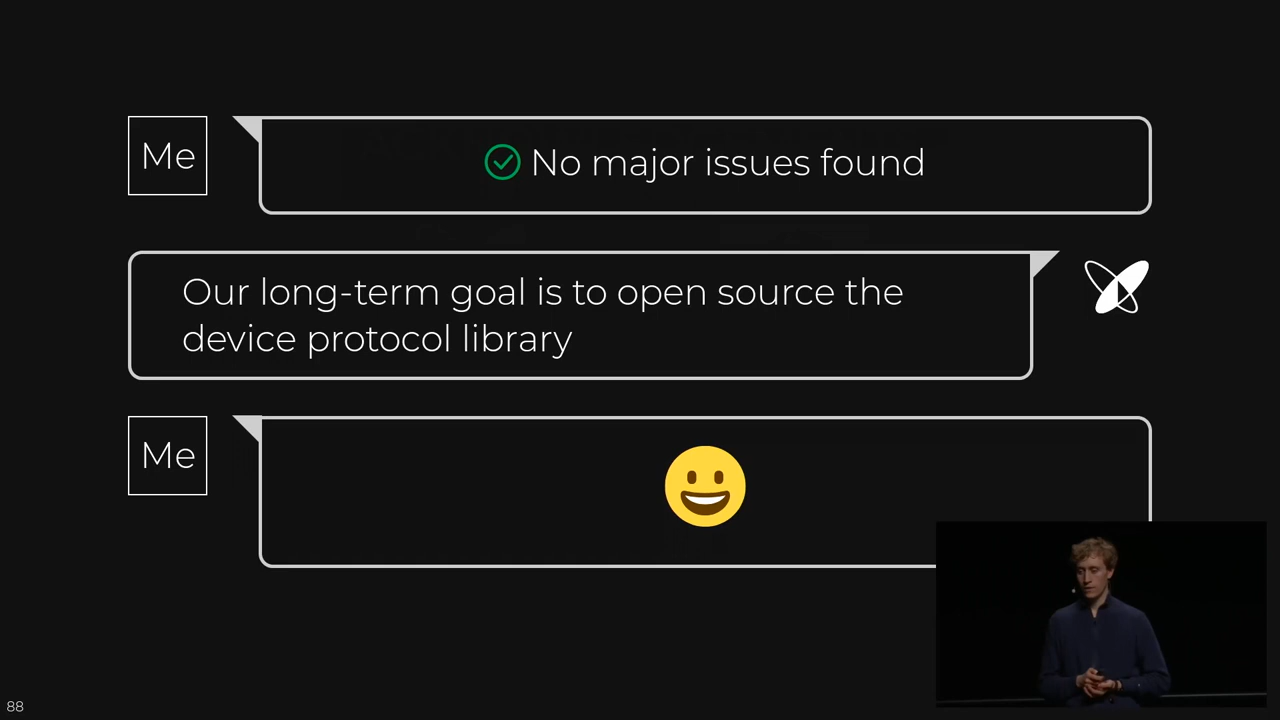 Me
No major issues found
Our long-term goal is to open source the
device protocol library
Me
88